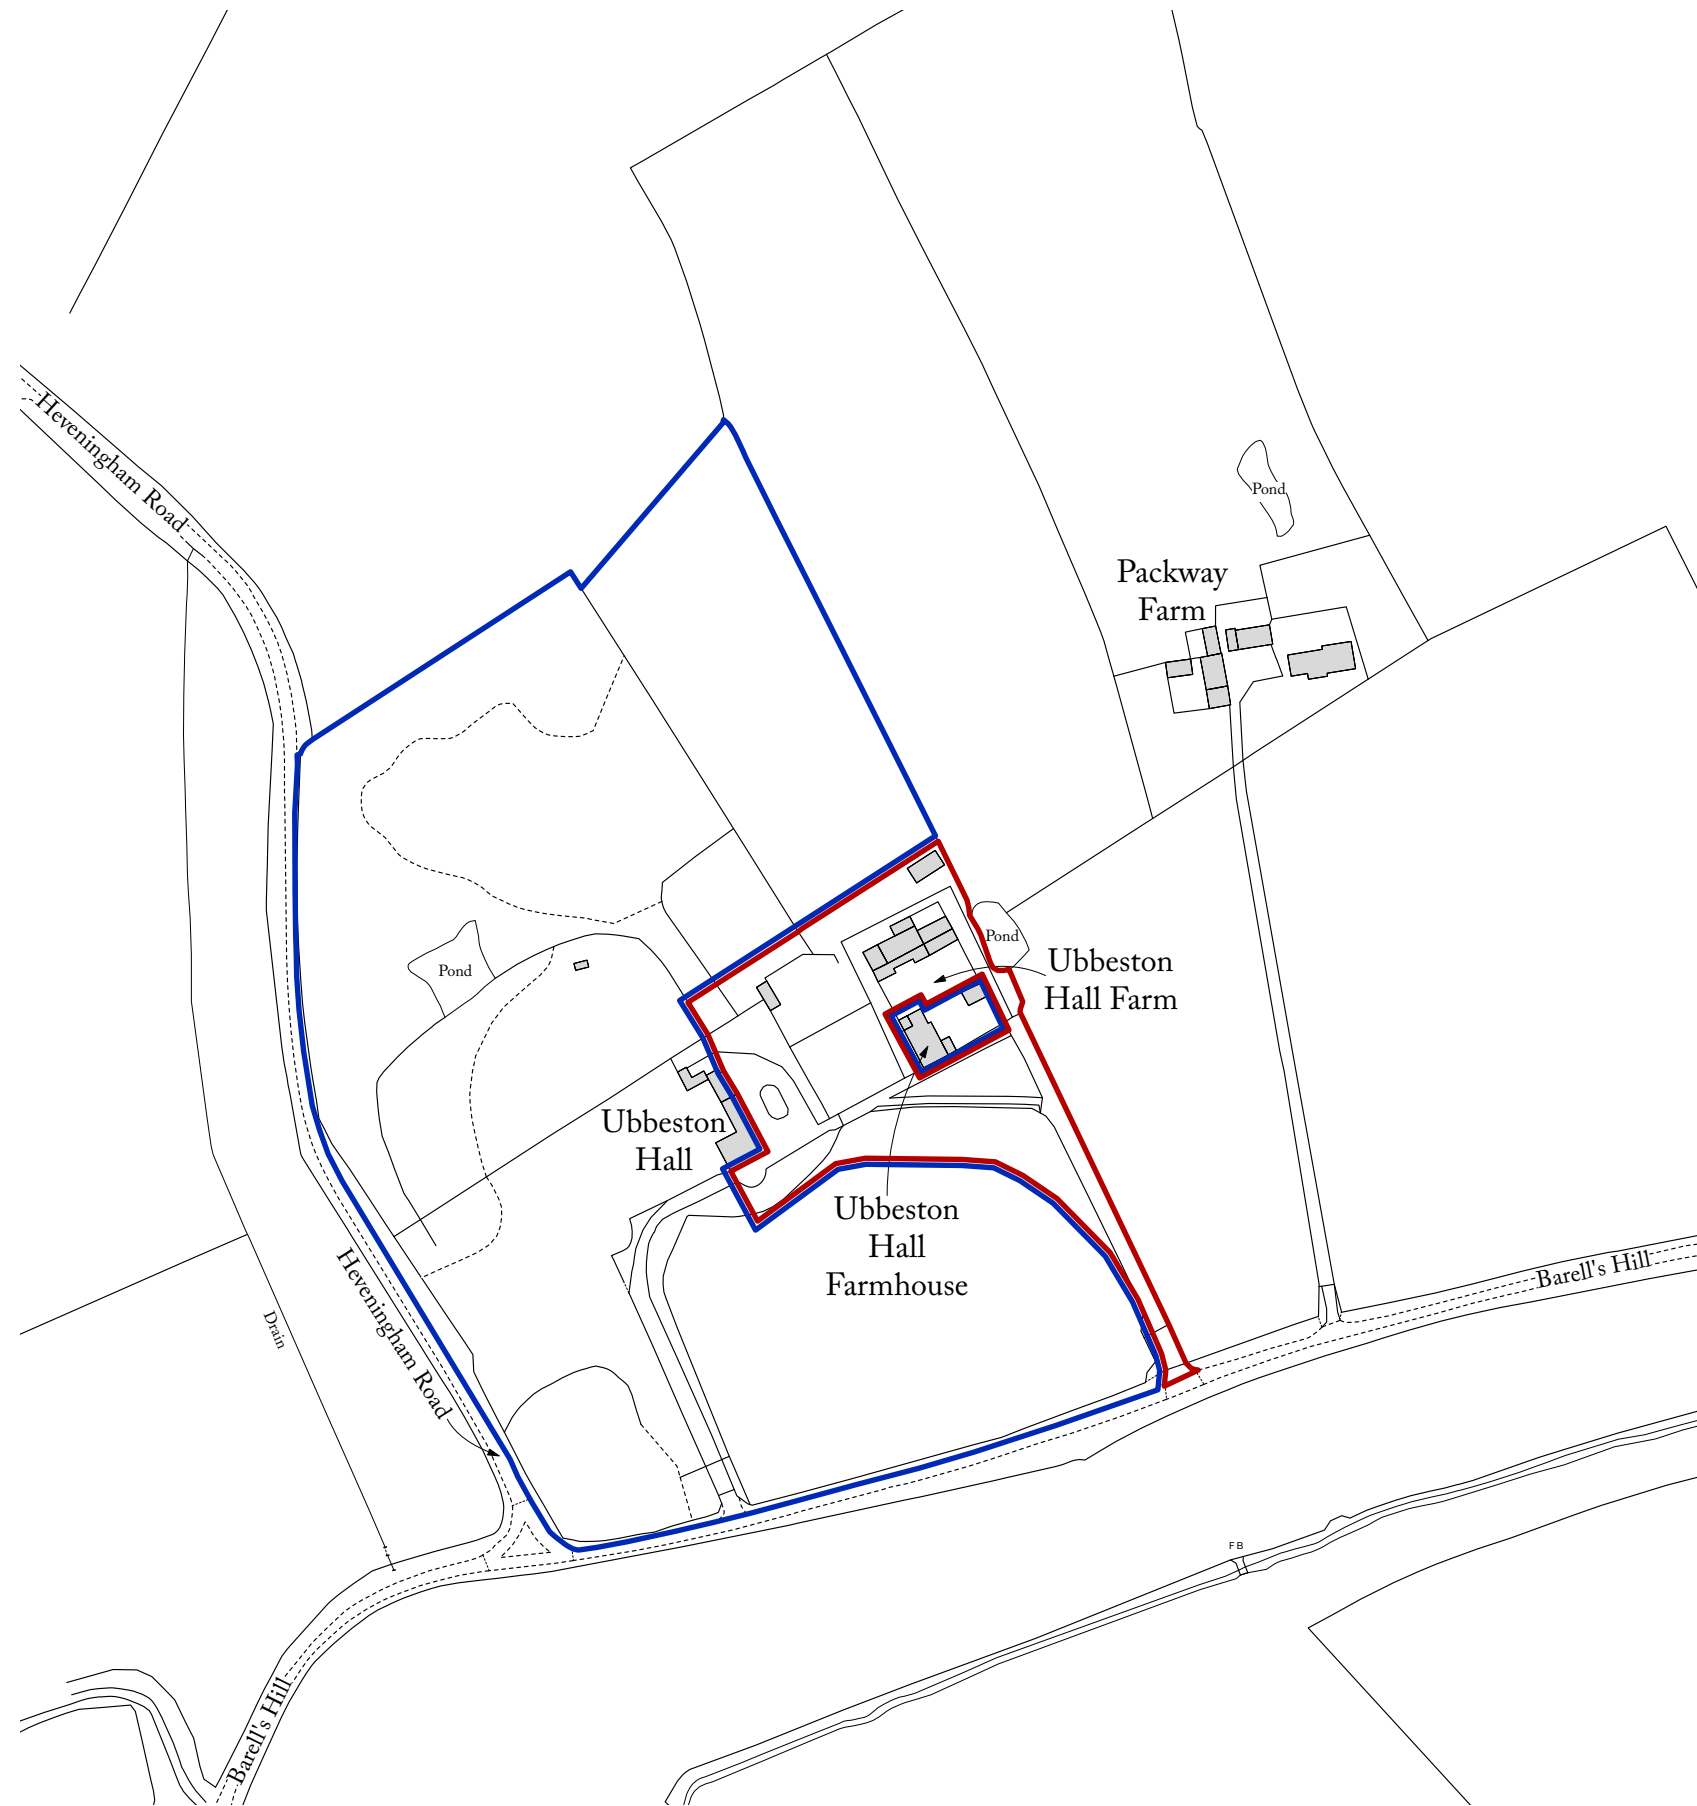 Heveningham Road
Pond
Packway
Farm
Pond
Pond
Ubbeston
Hall Farm
Ubbeston
Hall
Ubbeston
Hall
Farmhouse
Heveningham Road
Drain
Barell's Hill
FB
Barell's Hill